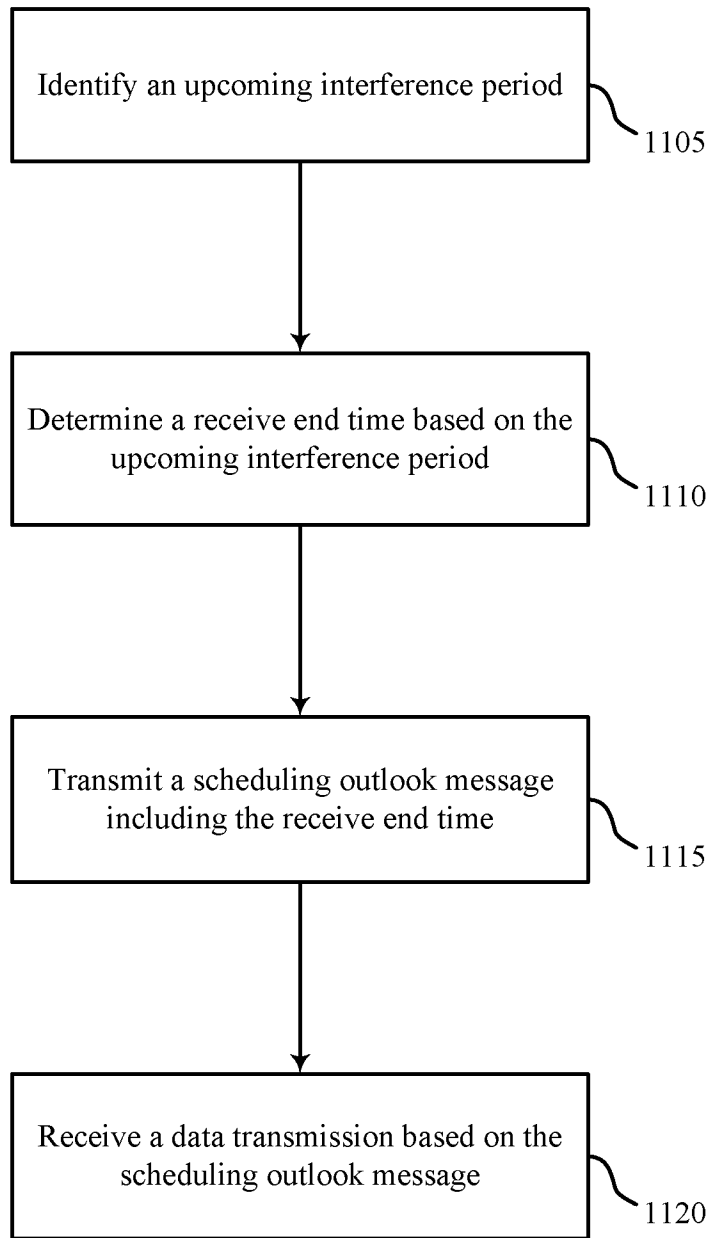 Identify an upcoming interference period
1105
Determine a receive end time based on the
upcoming interference period
1110
Transmit a scheduling outlook message
including the receive end time
1115
Receive a data transmission based on the
scheduling outlook message
1120